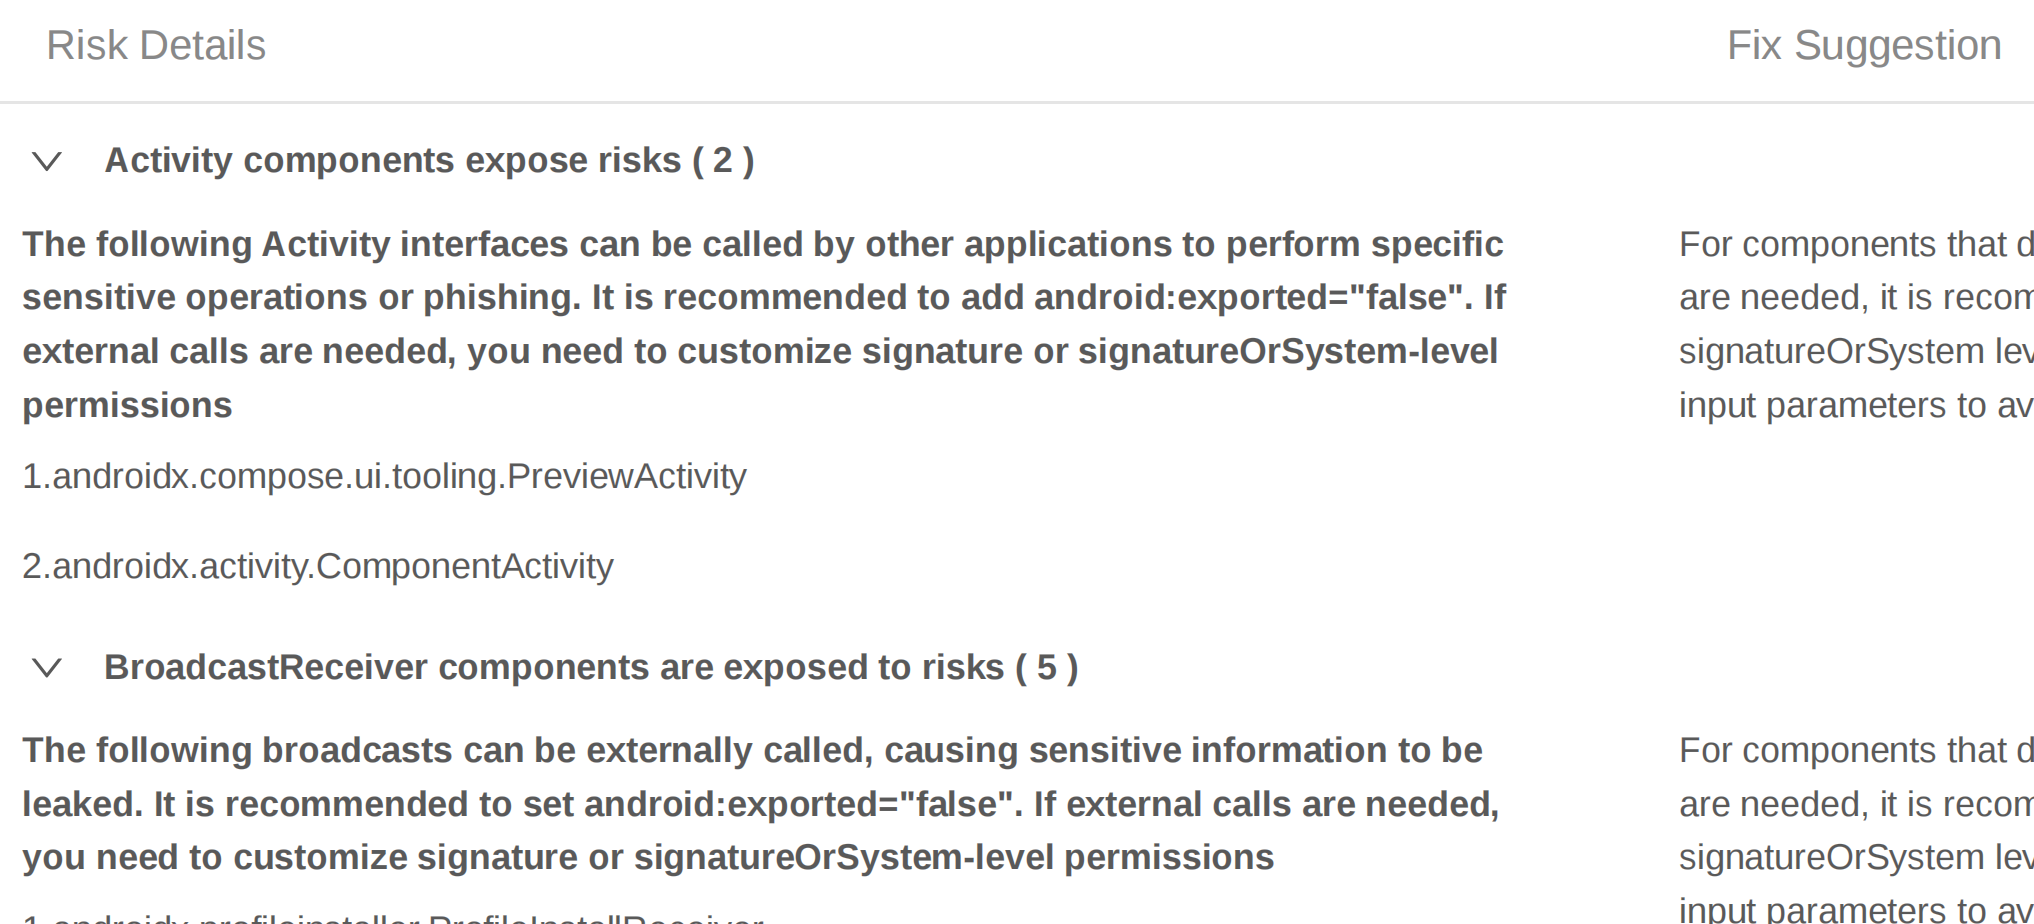 Risk Details
Fix Suggestion
Activity components expose risks ( 2 )
The following Activity interfaces can be called by other applications to perform specific
sensitive operations or phishing. It is recommended to add android:exported="false". If
external calls are needed, you need to customize signature or signatureOrSystem-level
permissions
For components that d
are needed, it is recom
signatureOrSystem lev
input parameters to av
1.androidx.compose.ui.tooling.PreviewActivity
2.androidx.activity.ComponentActivity
BroadcastReceiver components are exposed to risks ( 5 )
The following broadcasts can be externally called, causing sensitive information to be
leaked. It is recommended to set android:exported="false". If external calls are needed,
you need to customize signature or signatureOrSystem-level permissions
For components that d
are needed, it is recom
signatureOrSystem lev
input parameters to av
1.androidx.profileinstaller.ProfileInstallReceiver